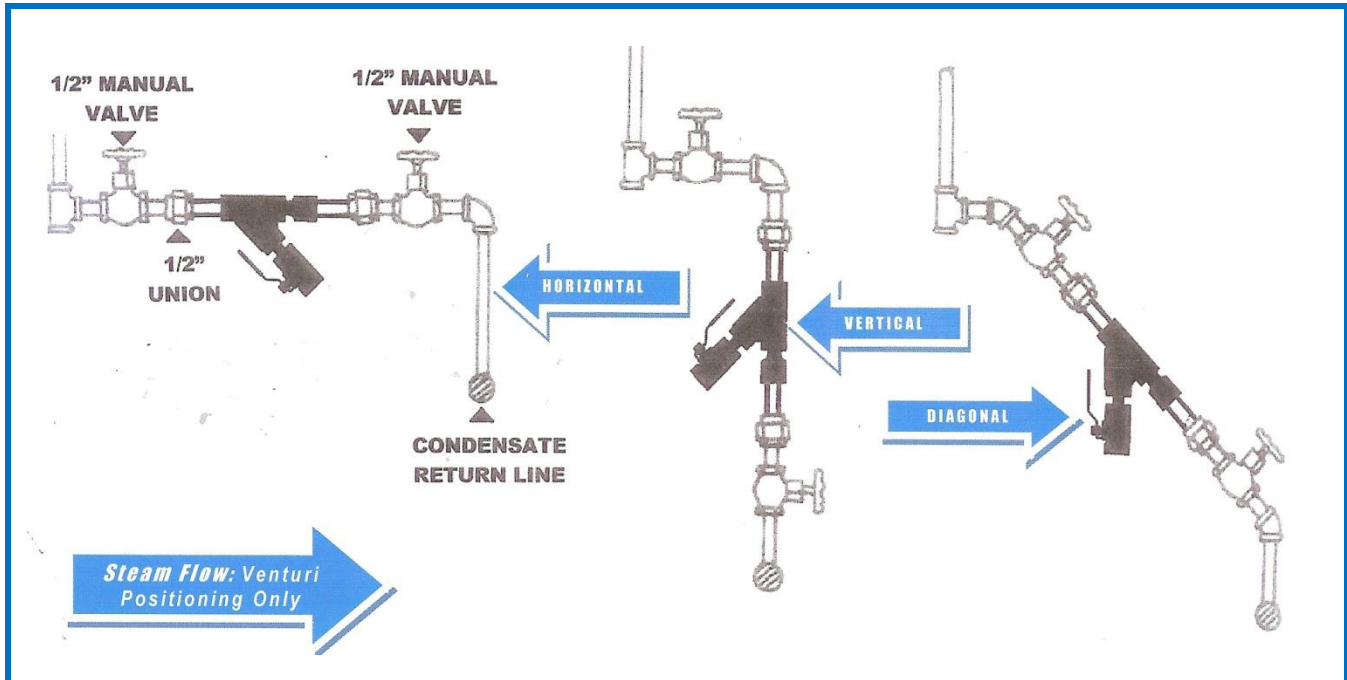 1/2” MANUAL
VALVE
1/2” MANUAL
VALVE
1/2”
UNION
HORIZONTAL
VERTICAL
DIAGONAL
CONDENSATE
RETURN LINE
Steam Flow: Venturi
Positioning Only